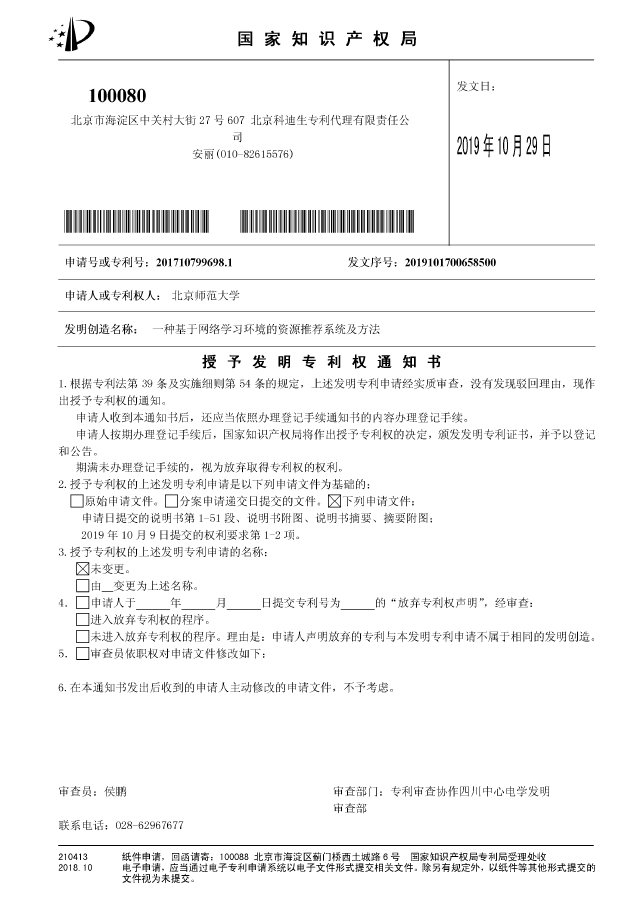 国家知识产权局
100080
北京市海淀区中关村大街 27 号 607 北京科迪生专利代理有限责任公
司
安丽(010-82615576)
发文日：
2019 年 10 月 29 日
申请号或专利号：201710799698.1
发文序号：2019101700658500
申请人或专利权人： 北京师范大学
发明创造名称： 一种基于网络学习环境的资源推荐系统及方法
授予发明专利权通知书
1.根据专利法第 39 条及实施细则第 54 条的规定，上述发明专利申请经实质审查，没有发现驳回理由，现作
出授予专利权的通知。
申请人收到本通知书后，还应当依照办理登记手续通知书的内容办理登记手续。
申请人按期办理登记手续后，国家知识产权局将作出授予专利权的决定，颁发发明专利证书，并予以登记
和公告。
期满未办理登记手续的，视为放弃取得专利权的权利。
2.授予专利权的上述发明专利申请是以下列申请文件为基础的：
□原始申请文件。□分案申请递交日提交的文件。☒下列申请文件：
申请日提交的说明书第 1-51 段、说明书附图、说明书摘要、摘要附图；
2019 年 10 月 9 日提交的权利要求第 1-2 项。
3.授予专利权的上述发明专利申请的名称：
☒未变更。
□由__变更为上述名称。
4. □申请人于______年______月______日提交专利号为______的“放弃专利权声明”，经审查：
□进入放弃专利权的程序。
□未进入放弃专利权的程序。理由是：申请人声明放弃的专利与本发明专利申请不属于相同的发明创造。
5. □审查员依职权对申请文件修改如下：
6.在本通知书发出后收到的申请人主动修改的申请文件，不予考虑。
审查员：侯鹏
审查部门：专利审查协作四川中心电学发明
审查部
联系电话：028-62967677
210413 纸件申请，回函请寄：100088 北京市海淀区蓟门桥西土城路 6 号 国家知识产权局专利局受理处收
2018.10 电子申请，应当通过电子专利申请系统以电子文件形式提交相关文件。除另有规定外，以纸件等其他形式提交的
文件视为未提交。